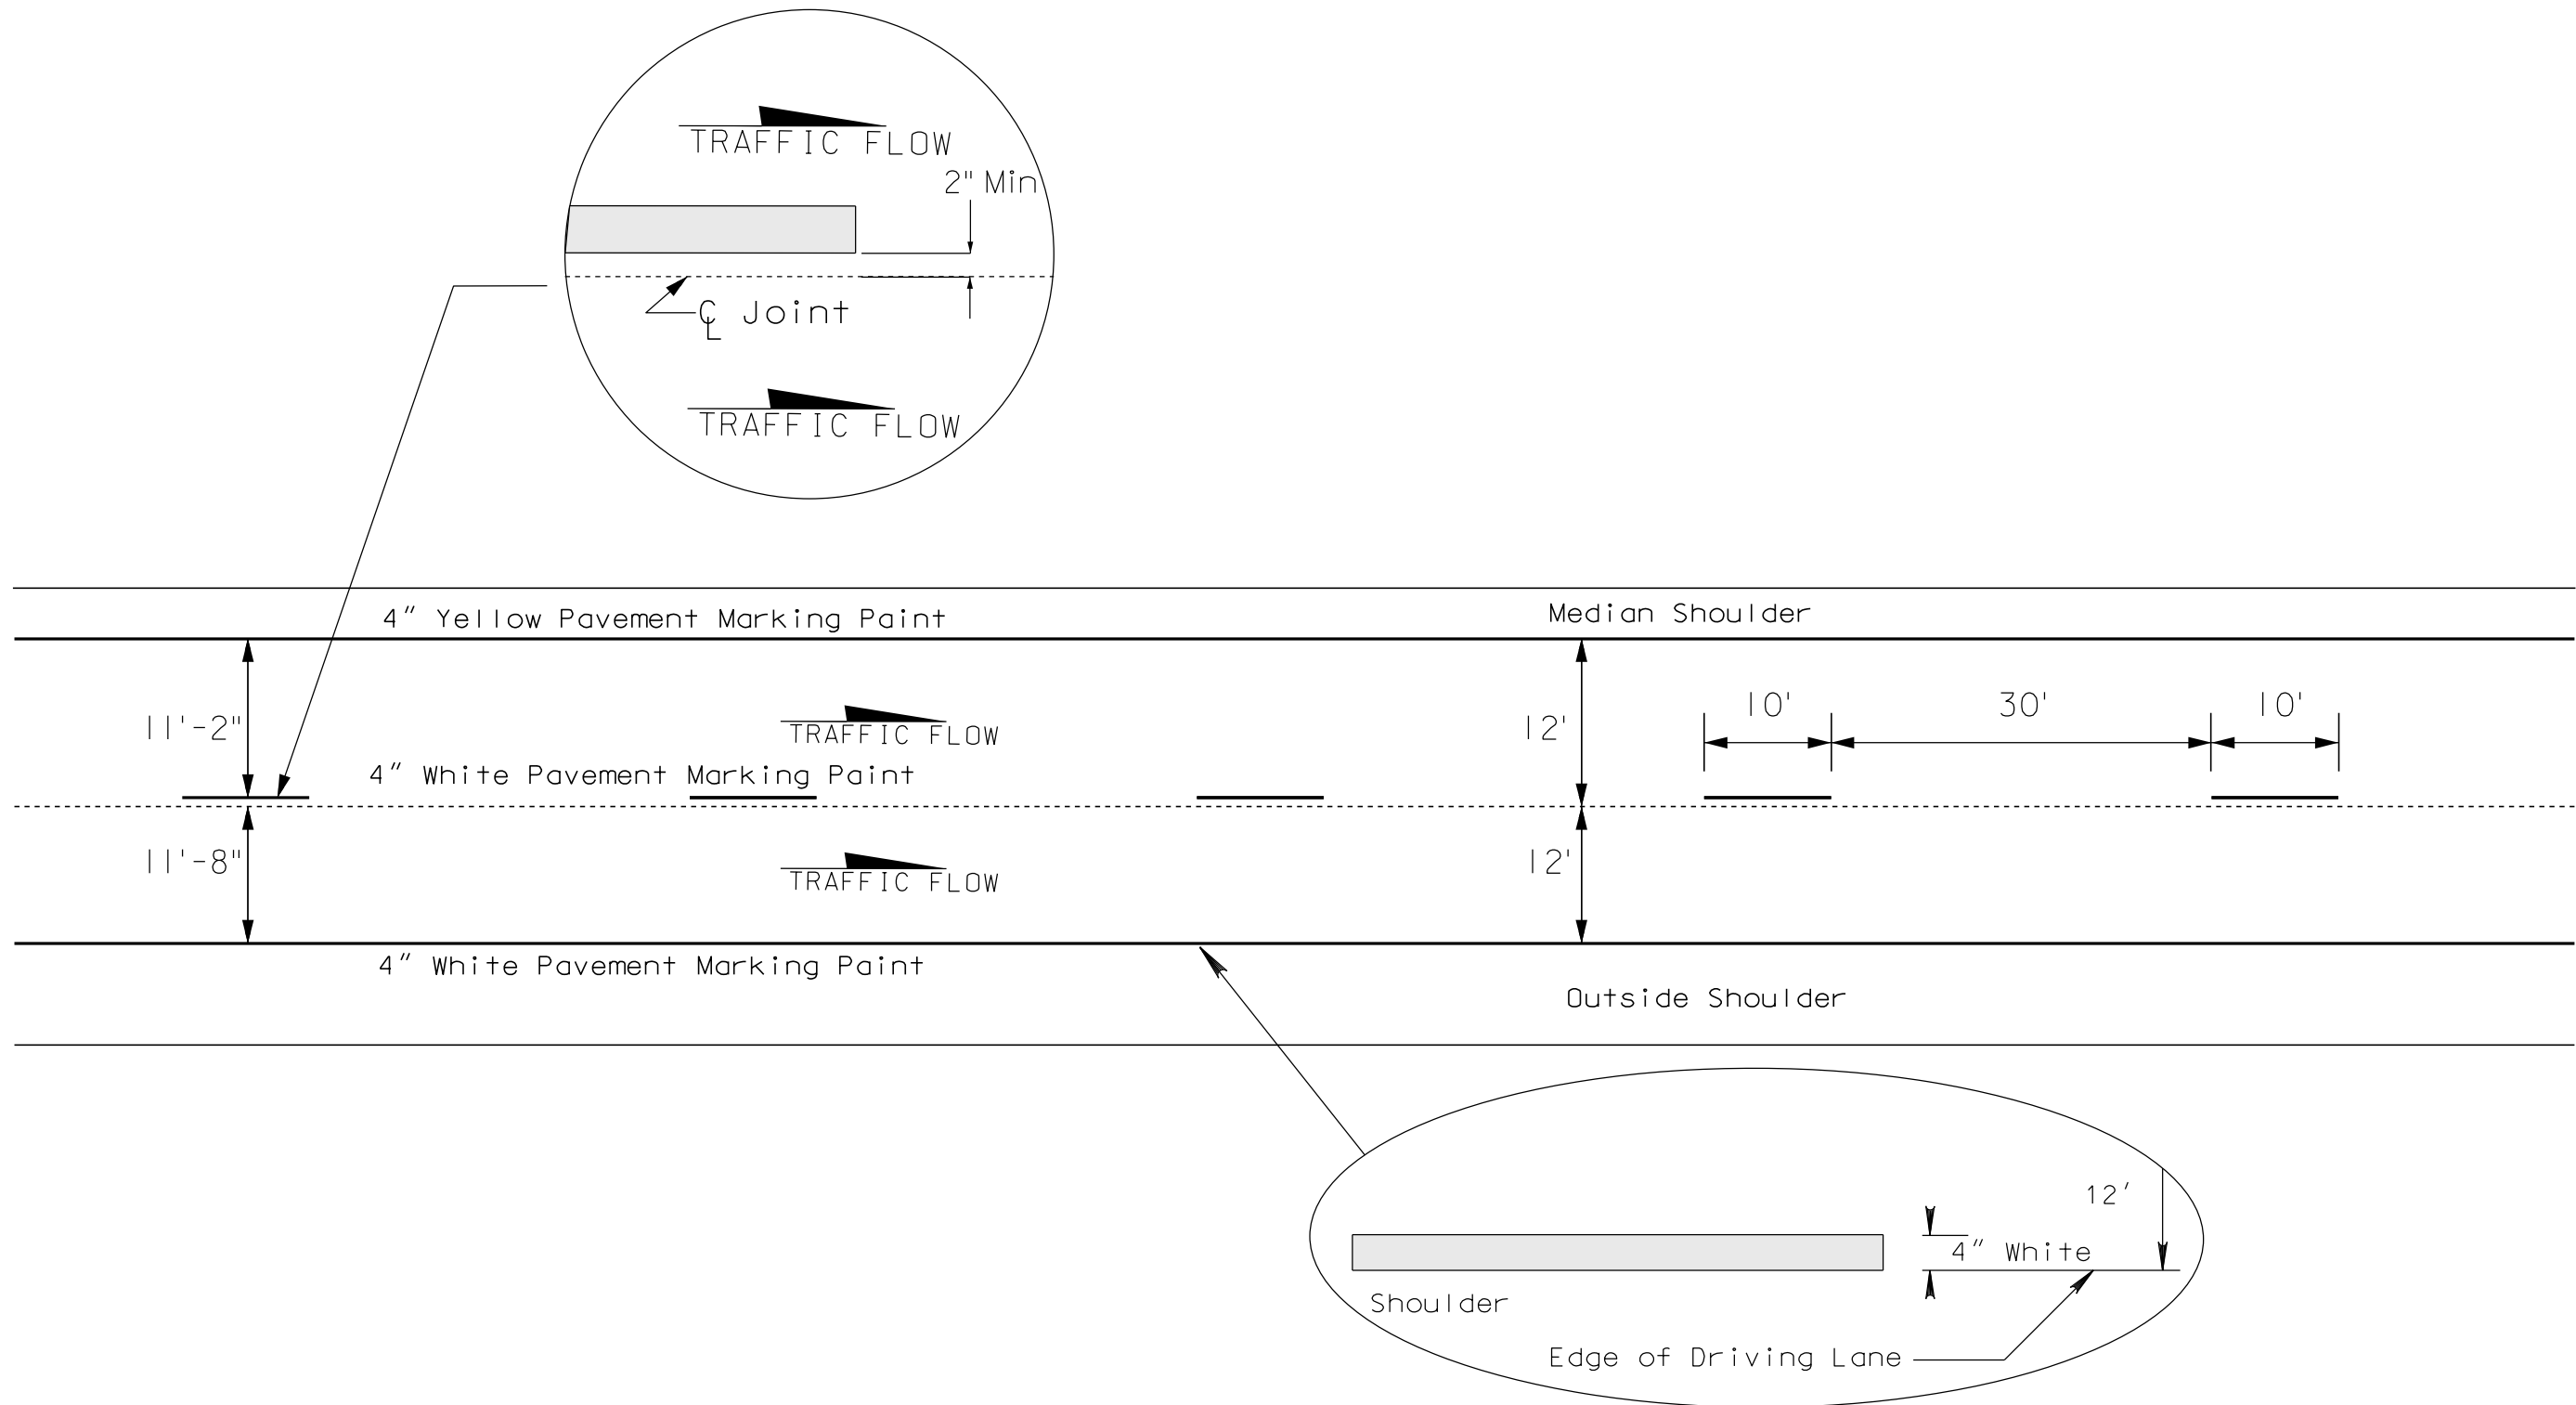 TRAFFIC FLOW
2" Min
℄ Joint
TRAFFIC FLOW
4" Yellow Pavement Marking Paint
Median Shoulder
11'-2"
TRAFFIC FLOW
12'
10'
30'
10'
4" White Pavement Marking Paint
11'-8"
TRAFFIC FLOW
12'
4" White Pavement Marking Paint
Outside Shoulder
12'
4" White
Shoulder
Edge of Driving Lane